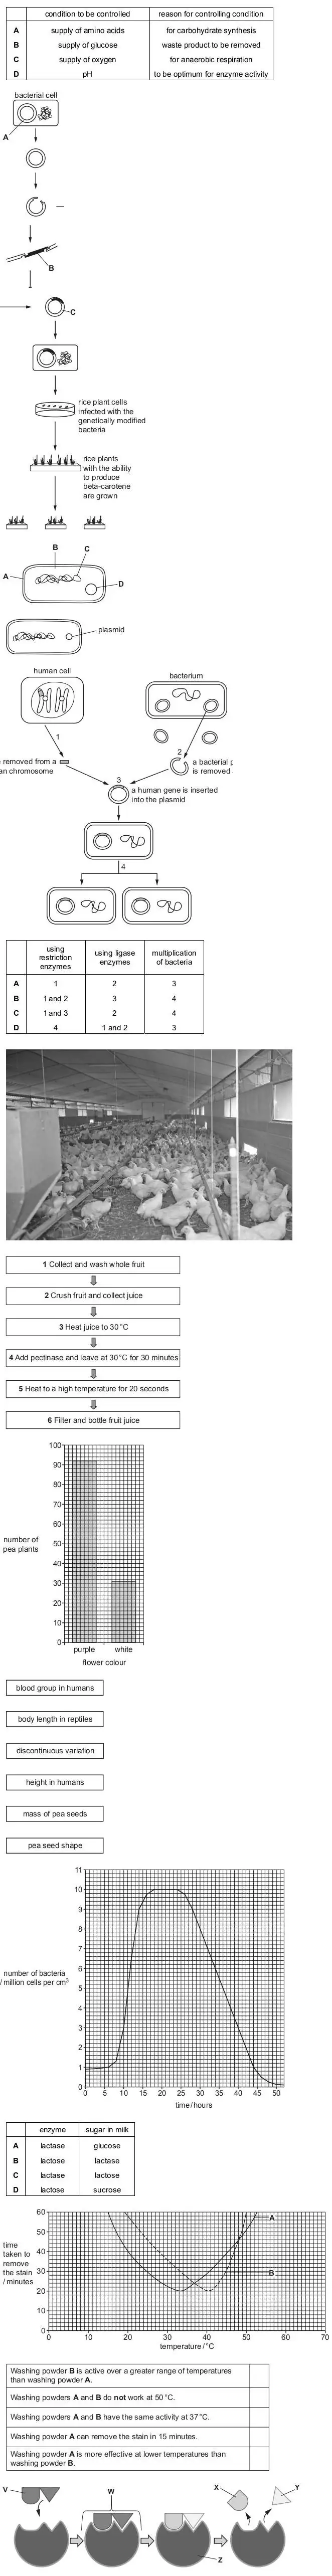 condition to be controlled reason for controlling condition
A supply of amino acids for carbohydrate synthesis
B supply of glucose waste product to be removed
C supply of oxygen for anaerobic respiration
D pH to be optimum for enzyme activity
bacterial cell
A
B
C
rice plant cells
infected with the
genetically modified
bacteria
rice plants
with the ability
to produce
beta-carotene
are grown
B C
A
D
plasmid
human cell
bacterium
1
2
removed from a
an chromosome
a bacterial
is removed
3
a human gene is inserted
into the plasmid
4
using
restriction
enzymes
using ligase
enzymes
multiplication
of bacteria
A 1 2 3
B 1 and 2 3 4
C 1 and 3 2 4
D 4 1 and 2 3
1 Collect and wash whole fruit
2 Crush fruit and collect juice
3 Heat juice to 30 °C
4 Add pectinase and leave at 30 °C for 30 minutes
5 Heat to a high temperature for 20 seconds
6 Filter and bottle fruit juice
100
90
80
70
60
50
40
30
20
10
0
number of
pea plants
purple white
flower colour
blood group in humans
body length in reptiles
discontinuous variation
height in humans
mass of pea seeds
pea seed shape
11
10
9
8
7
6
5
4
3
2
1
0
number of bacteria
/ million cells per cm³
0 5 10 15 20 25 30 35 40 45 50
time / hours
enzyme sugar in milk
A lactase glucose
B lactose lactase
C lactase lactose
D lactose sucrose
60
50
40
30
20
10
0
time
taken to
remove
the stain
/ minutes
A
B
0 10 20 30 40 50 60 70
temperature / °C
Washing powder B is active over a greater range of temperatures
than washing powder A.
Washing powders A and B do not work at 50 °C.
Washing powders A and B have the same activity at 37 °C.
Washing powder A can remove the stain in 15 minutes.
Washing powder A is more effective at lower temperatures than
washing powder B.
V W X Y
Z